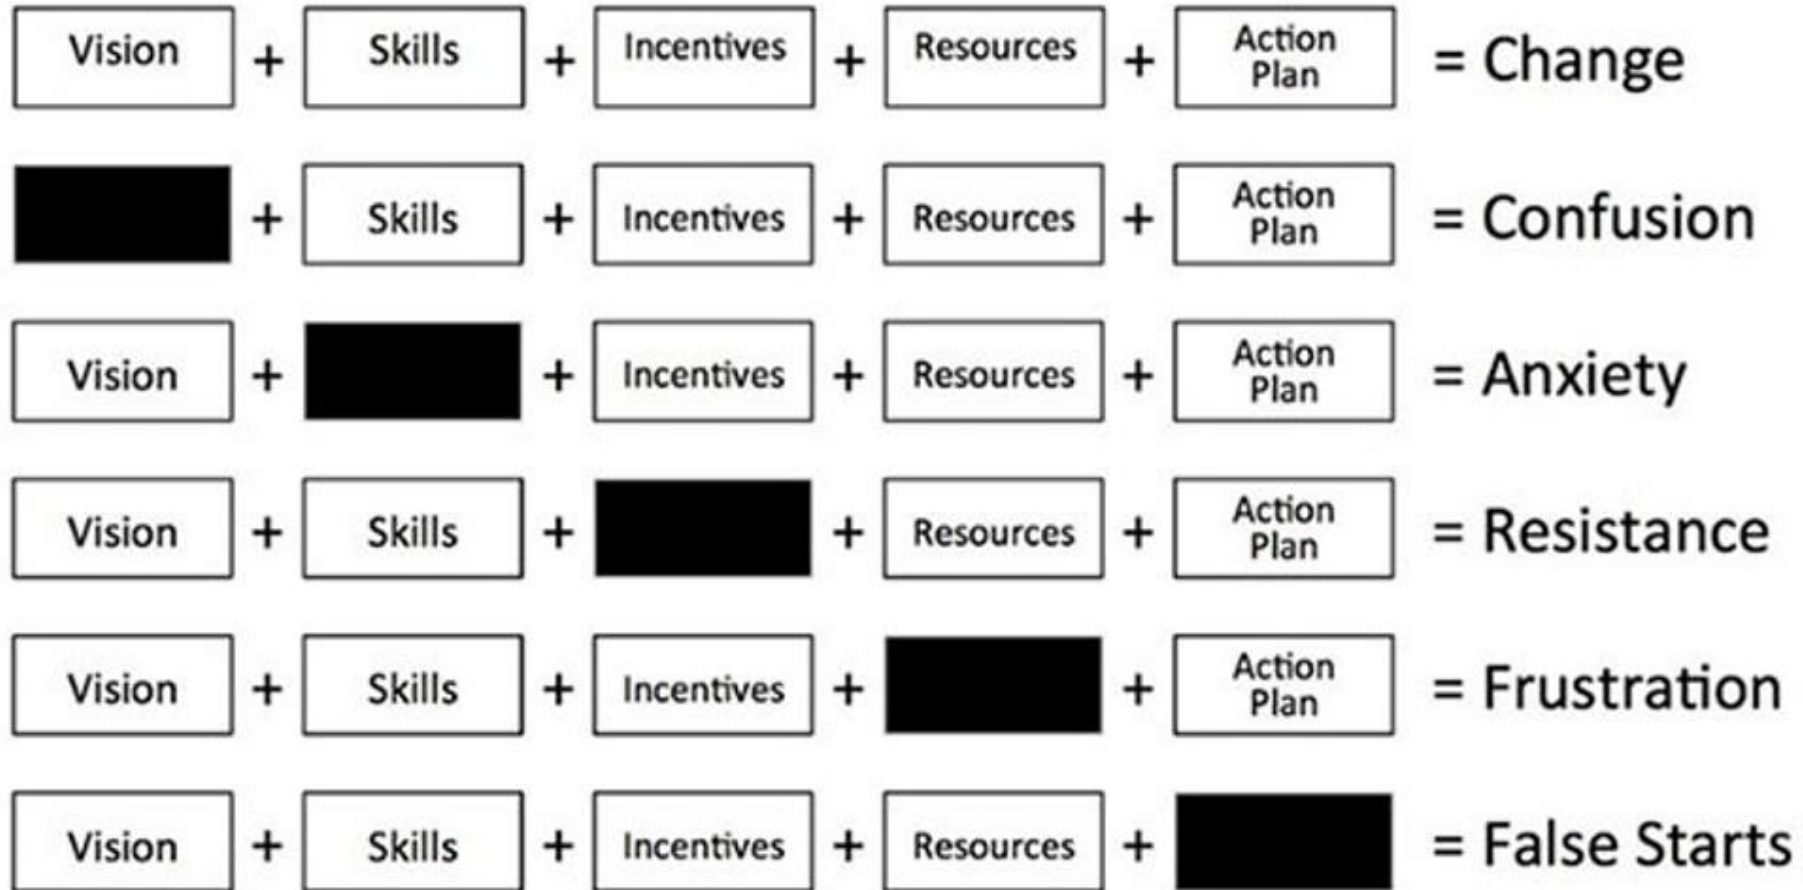 Vision + Skills + Incentives + Resources + Action Plan = Change
+ Skills + Incentives + Resources + Action Plan = Confusion
Vision + + Incentives + Resources + Action Plan = Anxiety
Vision + Skills + + Resources + Action Plan = Resistance
Vision + Skills + Incentives + + Action Plan = Frustration
Vision + Skills + Incentives + Resources + = False Starts